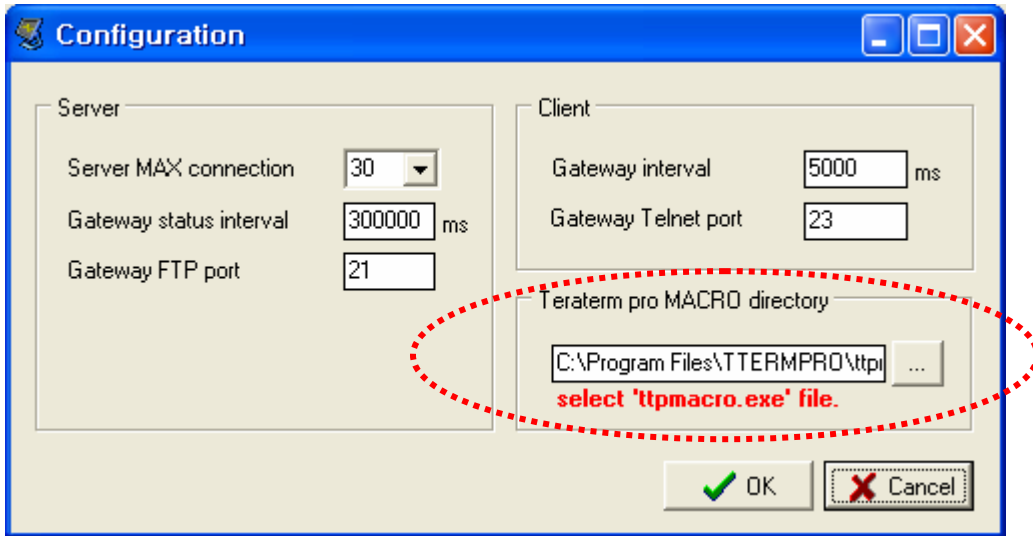 Configuration
Server
Server MAX connection 30
Gateway status interval 300000 ms
Gateway FTP port 21
Client
Gateway interval 5000 ms
Gateway Telnet port 23
Teraterm pro MACRO directory
C:\Program Files\TTERMPRO\ttp ...
select 'ttpmacro.exe' file.
OK Cancel